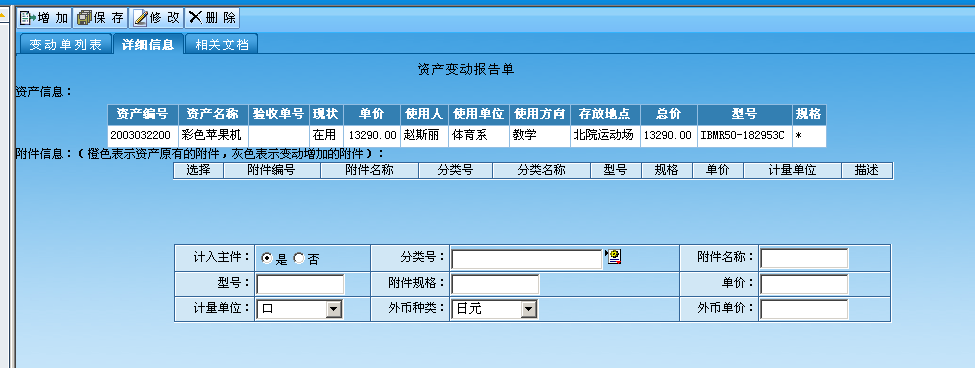 增 加 保 存 修 改 删 除
变动单列表 详细信息 相关文档
资产变动报告单
资产信息：
资产编号 资产名称 验收单号 现状 单价 使用人 使用单位 使用方向 存放地点 总价 型号 规格
2003032200 彩色苹果机 在用 13290.00 赵斯丽 体育系 教学 北院运动场 13290.00 IBMR50-182953C *
附件信息：（橙色表示资产原有的附件，灰色表示变动增加的附件）：
选择 附件编号 附件名称 分类号 分类名称 型号 规格 单价 计量单位 描述
计入主件： 是 否 分类号： 附件名称：
型号： 附件规格： 单价：
计量单位： 口 外币种类： 日元 外币单价：